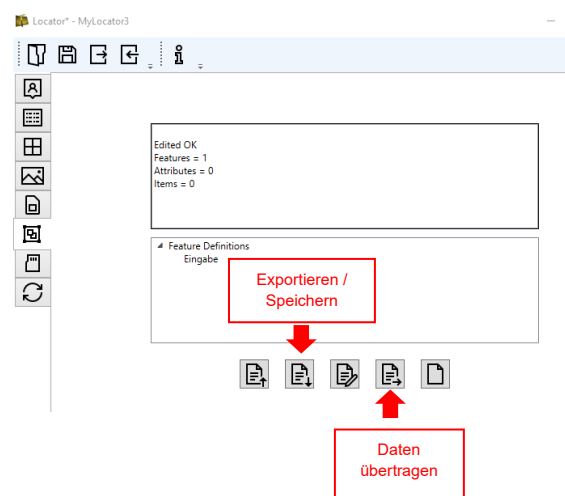 Locator* - MyLocator3
Edited OK
Features = 1
Attributes = 0
Items = 0
Feature Definitions
Eingabe
Exportieren /
Speichern
Daten
übertragen